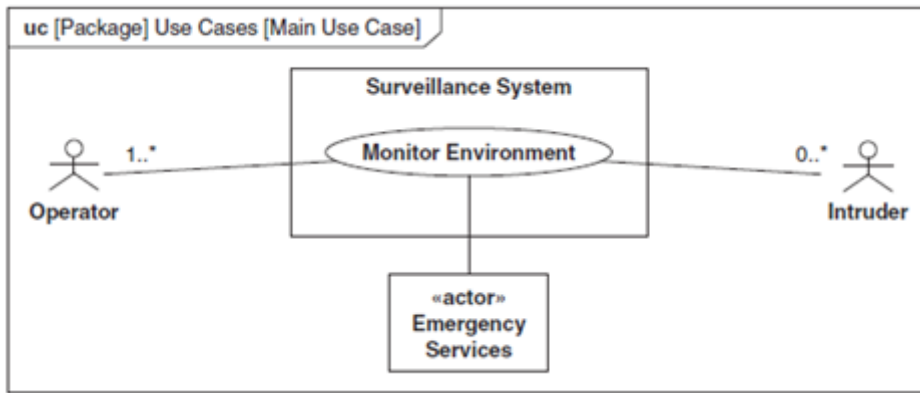 uc [Package] Use Cases [Main Use Case]
Surveillance System
1..*
Monitor Environment
0..*
Operator
Intruder
«actor»
Emergency
Services